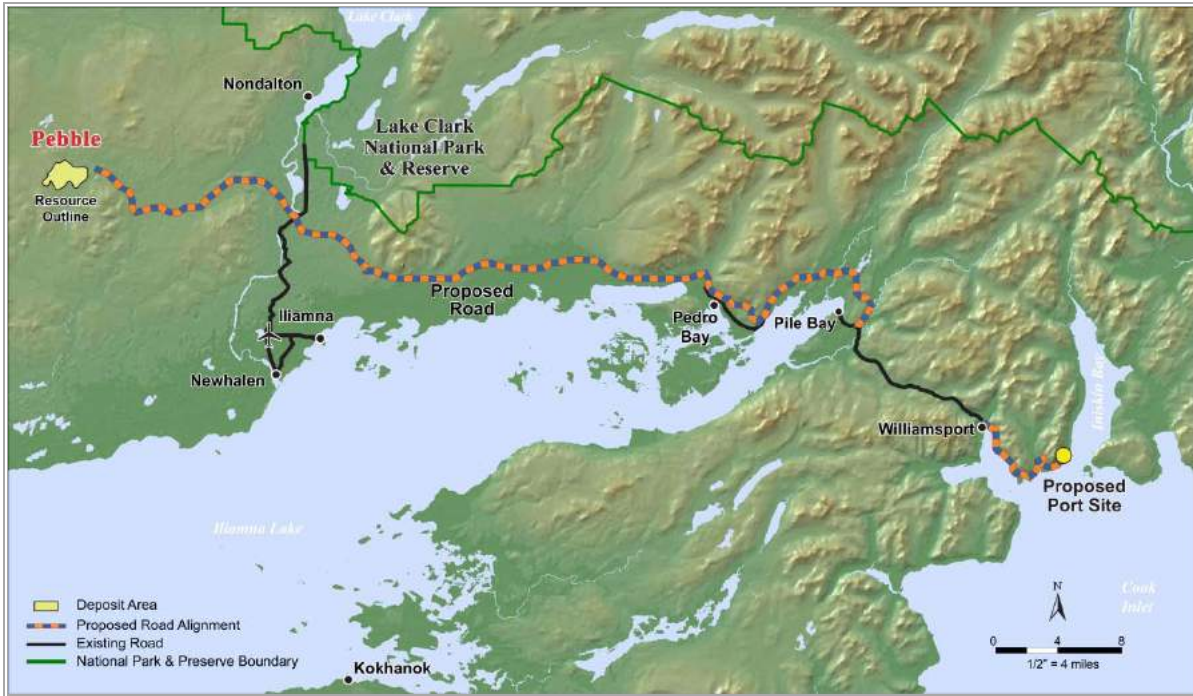 Lake Clark
Nondalton
Pebble
Resource
Outline
Lake Clark
National Park
& Reserve
Proposed
Road
Iliamna
Newhalen
Pedro
Bay
Pile Bay
Williamsport
Iniskin Bay
Proposed
Port Site
Iliamna Lake
Cook
Inlet
Kokhanok
Deposit Area
Proposed Road Alignment
Existing Road
National Park & Preserve Boundary
N
0 4 8
1/2" = 4 miles